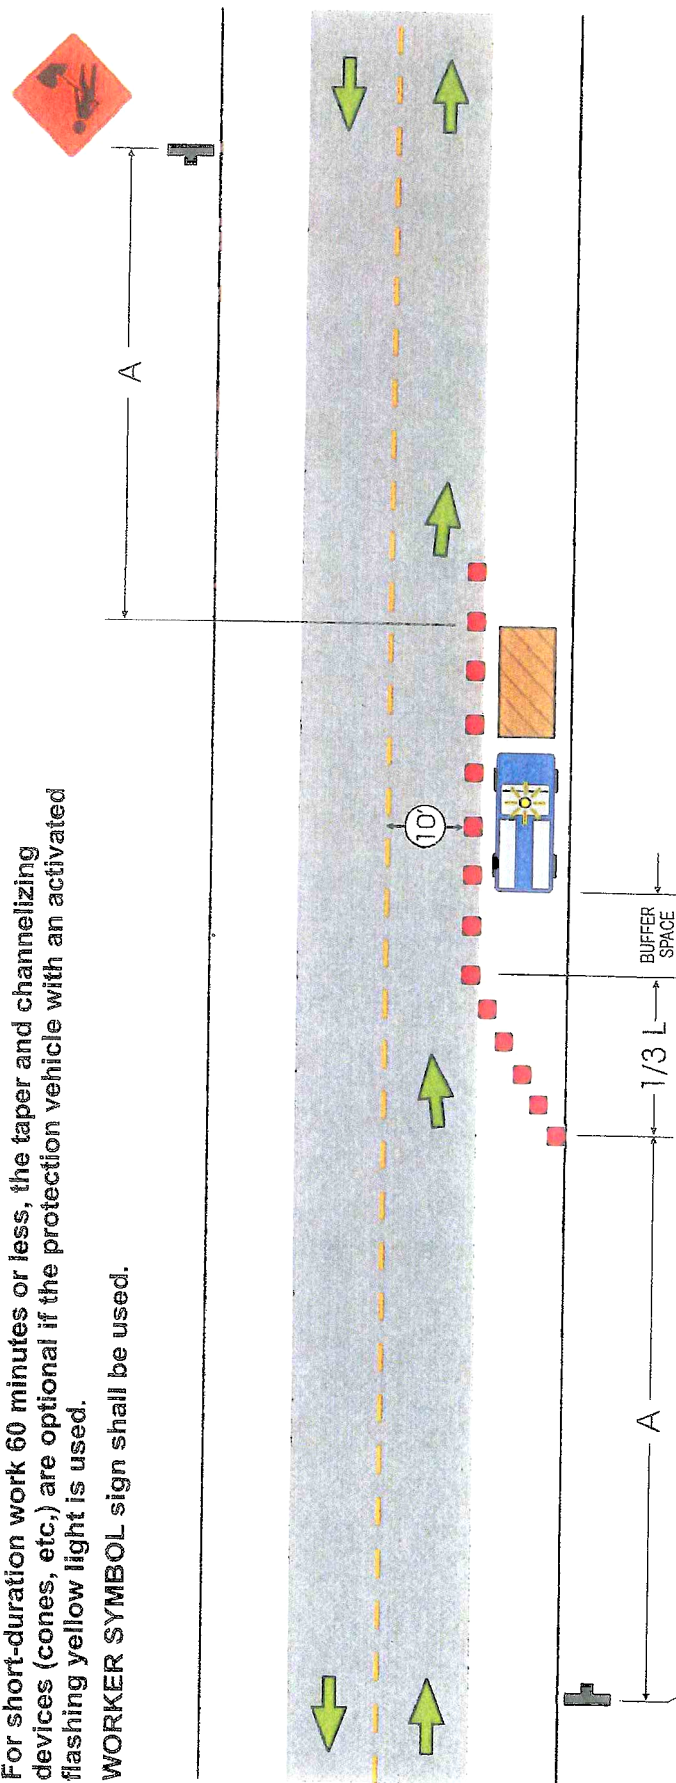 For short-duration work 60 minutes or less, the taper and channelizing
devices (cones, etc,) are optional if the protection vehicle with an activated
flashing yellow light is used.
WORKER SYMBOL sign shall be used.
A
10'
BUFFER
SPACE
1/3 L
A